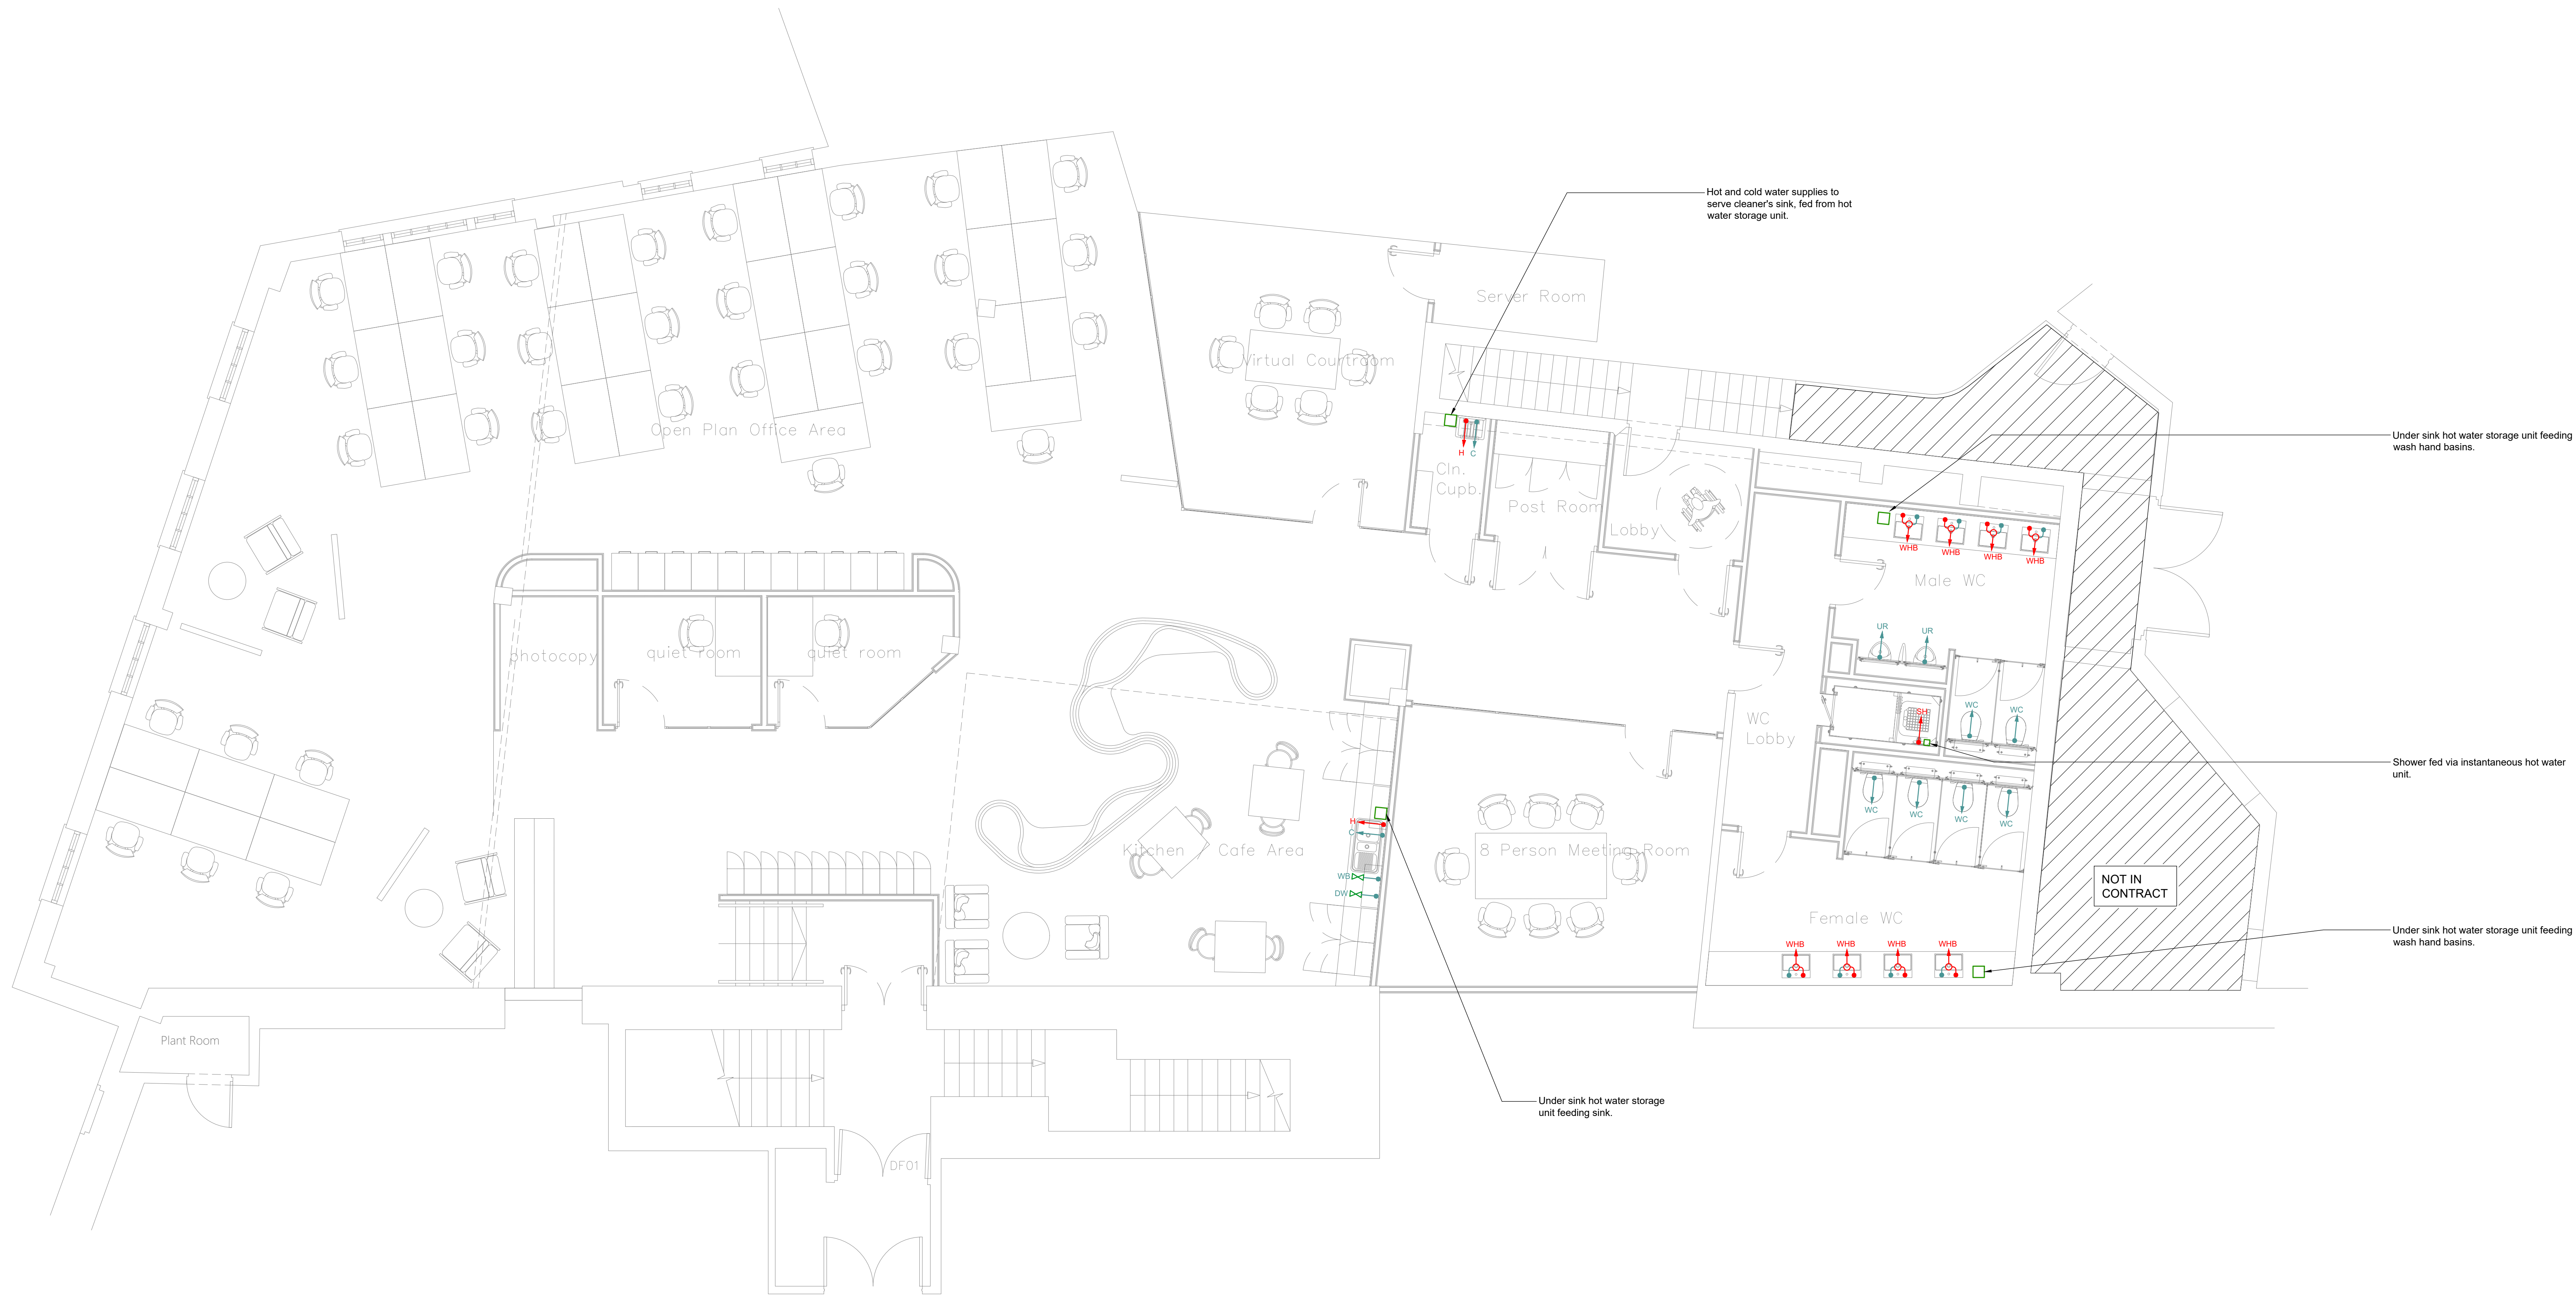 Hot and cold water supplies to
serve cleaner's sink, fed from hot
water storage unit.
Server Room
Virtual Courtroom
Open Plan Office Area
H C
Cln.
Cupb.
Post Room
Lobby
Under sink hot water storage unit feeding
wash hand basins.
WHB WHB WHB WHB
Male WC
UR UR
photocopy
quiet room
quiet room
WC
Lobby
SH
WC WC
Shower fed via instantaneous hot water
unit.
WC WC WC WC
H
C
Kitchen / Cafe Area
WB
DW
8 Person Meeting Room
NOT IN
CONTRACT
Female WC
WHB WHB WHB WHB
Under sink hot water storage unit feeding
wash hand basins.
Plant Room
Under sink hot water storage
unit feeding sink.
DF01